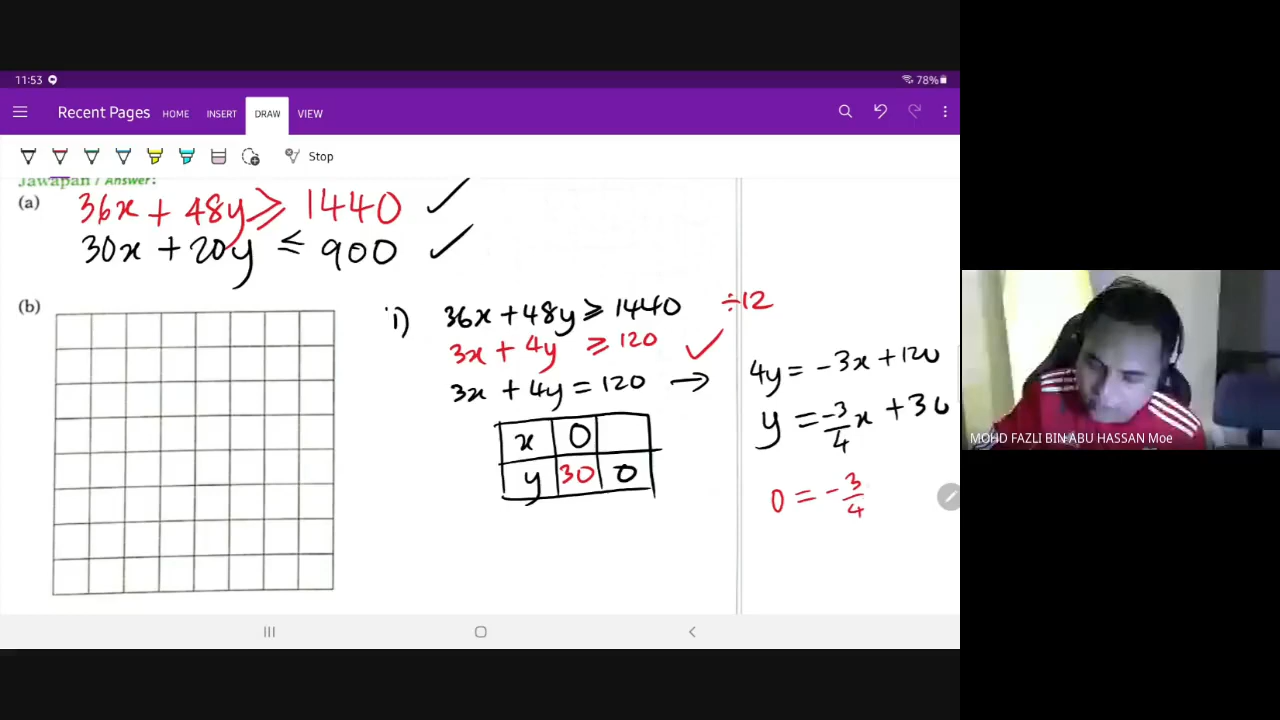 11:53 78%
Recent Pages HOME INSERT DRAW VIEW
Stop
Jawapan / Answer:
(a) 36x + 48y ≥ 1440 ✓
30x + 20y ≤ 900 ✓
(b)
i) 36x + 48y ≥ 1440 ÷12
3x + 4y ≥ 120 ✓
3x + 4y = 120 → 4y = -3x + 120
y = -3/4 x + 30
x 0
y 30 0
0 = -3/4
MOHD FAZLI BIN ABU HASSAN Moe